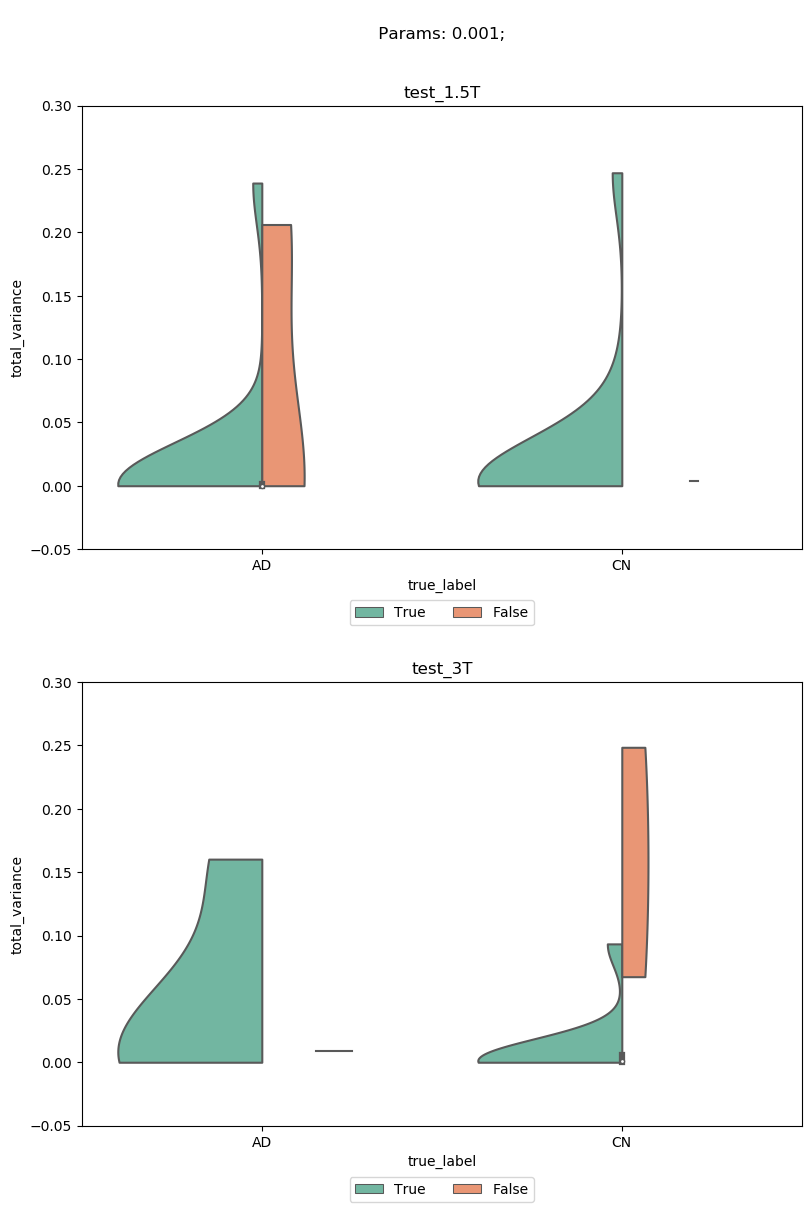 Params: 0.001;
test_1.5T
0.30
0.25
0.20
0.15
0.10
0.05
0.00
−0.05
total_variance
AD CN
true_label
True False
test_3T
0.30
0.25
0.20
0.15
0.10
0.05
0.00
−0.05
total_variance
AD CN
true_label
True False